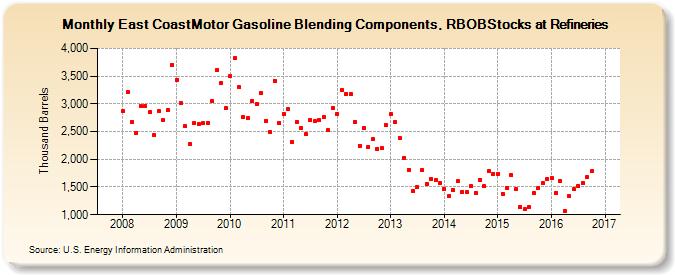 Monthly East CoastMotor Gasoline Blending Components, RBOBStocks at Refineries
Thousand Barrels
4,000
3,500
3,000
2,500
2,000
1,500
1,000
2008 2009 2010 2011 2012 2013 2014 2015 2016 2017
Source: U.S. Energy Information Administration